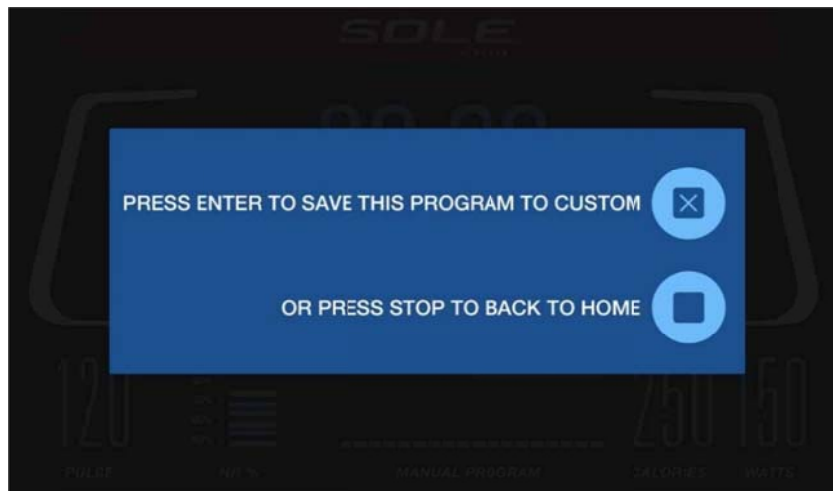 SOLE
PRESS ENTER TO SAVE THIS PROGRAM TO CUSTOM
OR PRESS STOP TO BACK TO HOME
120
250 150
PULSE
HR %
MANUAL PROGRAM
CALORIES
WATTS